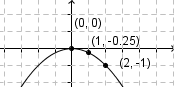 (0, 0)
(1, -0.25)
(2, -1)